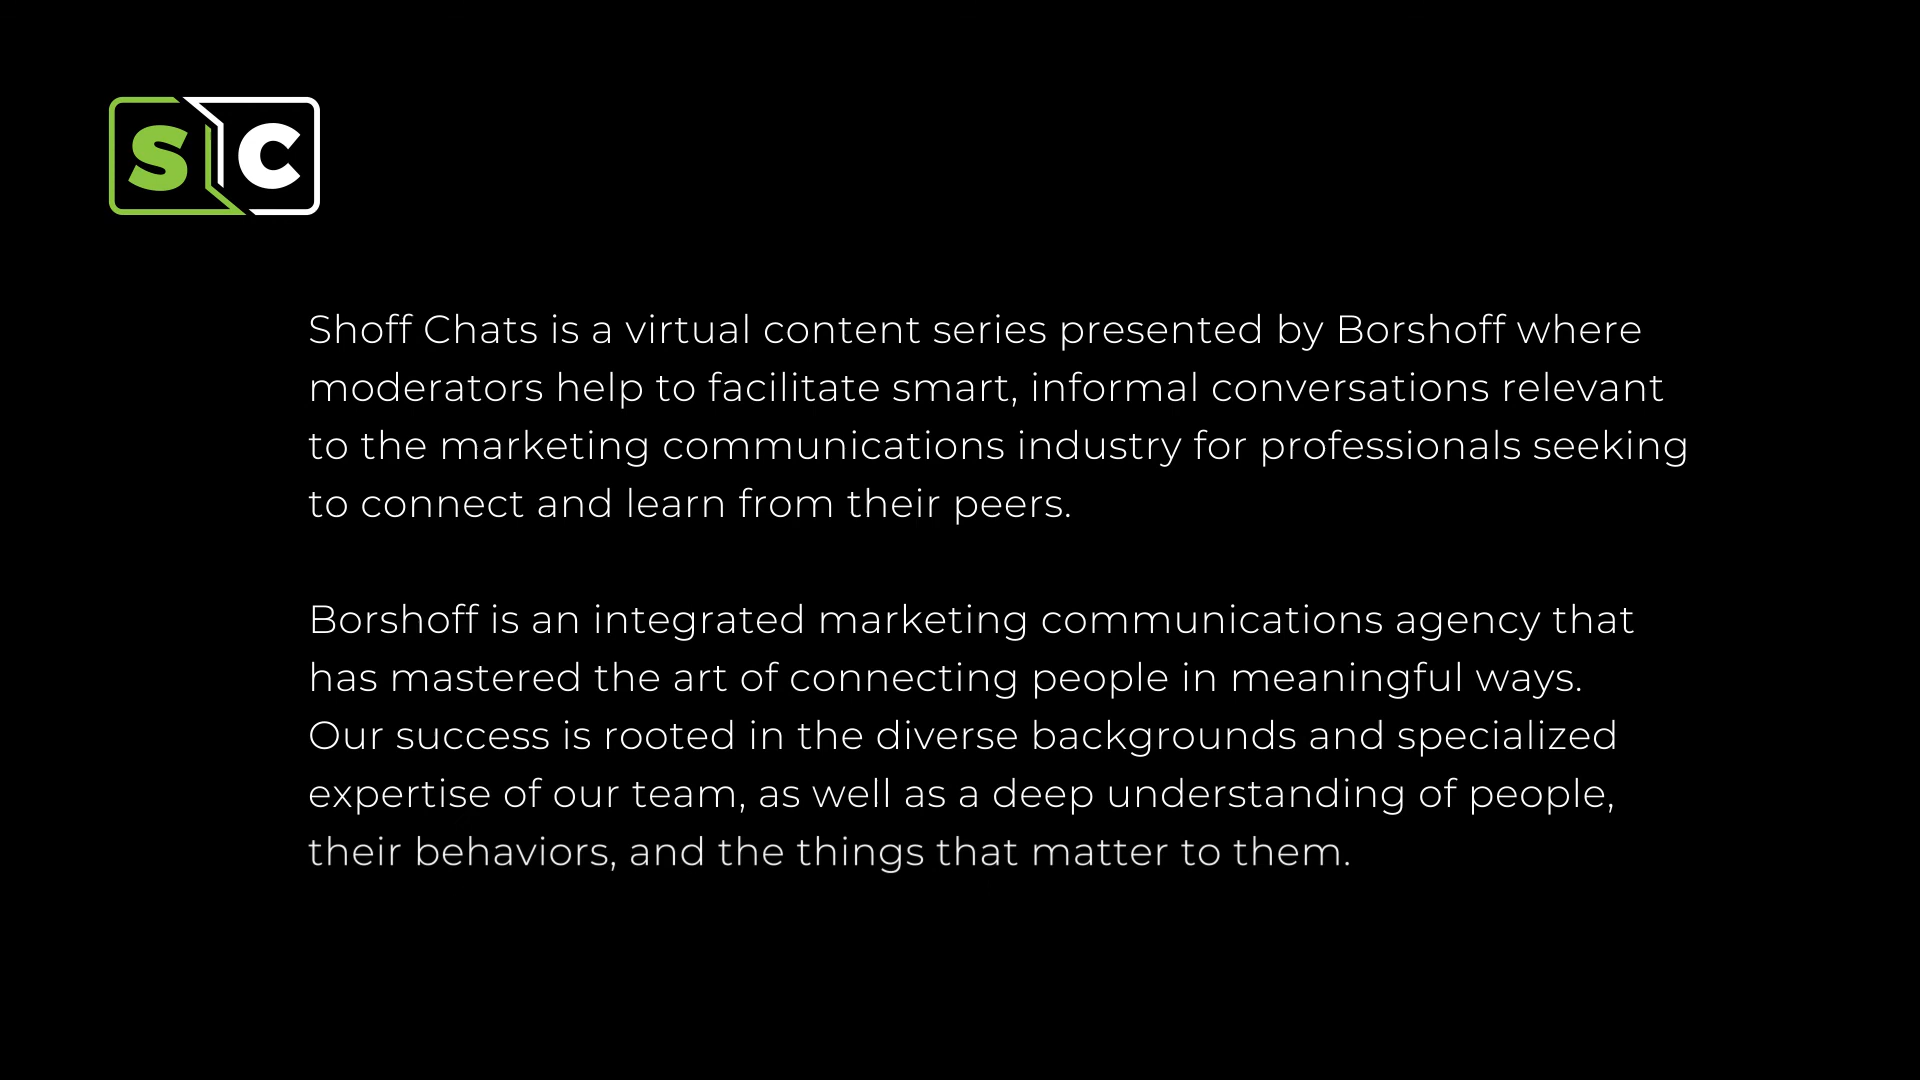 S C
Shoff Chats is a virtual content series presented by Borshoff where
moderators help to facilitate smart, informal conversations relevant
to the marketing communications industry for professionals seeking
to connect and learn from their peers.
Borshoff is an integrated marketing communications agency that
has mastered the art of connecting people in meaningful ways.
Our success is rooted in the diverse backgrounds and specialized
expertise of our team, as well as a deep understanding of people,
their behaviors, and the things that matter to them.